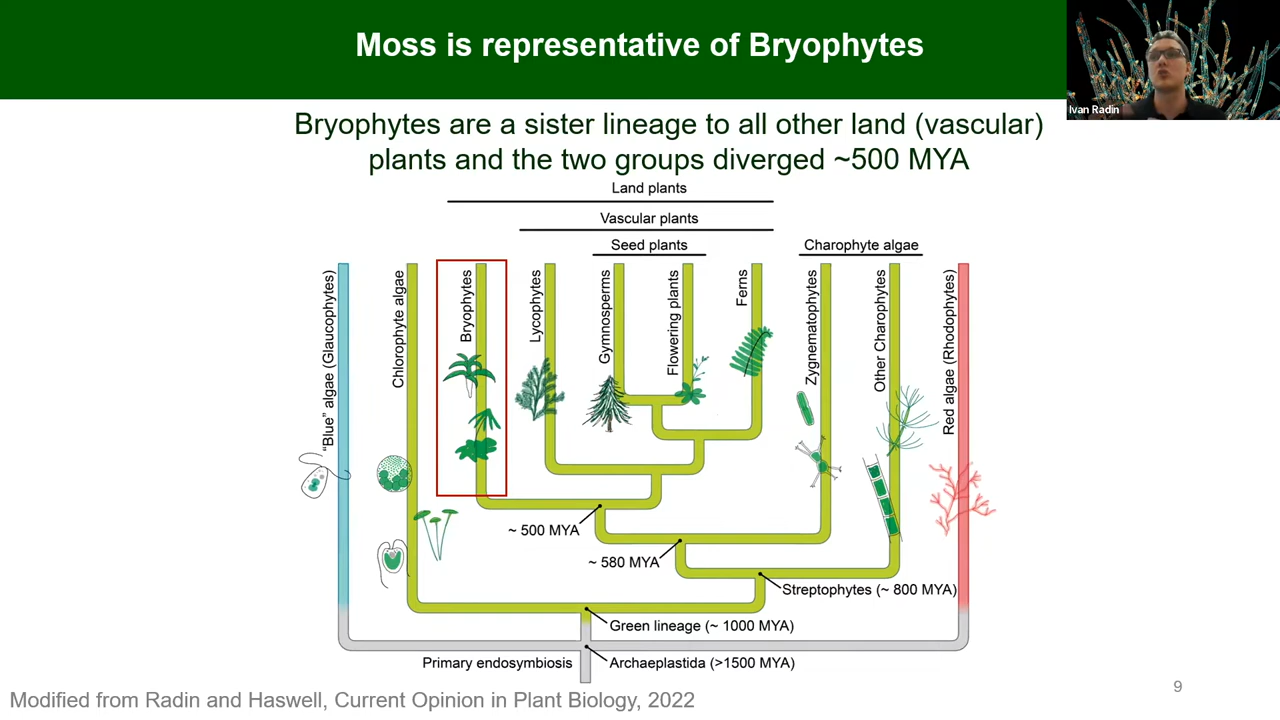 Moss is representative of Bryophytes
Ivan Radin
Bryophytes are a sister lineage to all other land (vascular)
plants and the two groups diverged ~500 MYA
Land plants
Vascular plants
Seed plants
Charophyte algae
“Blue” algae (Glaucophytes)
Chlorophyte algae
Bryophytes
Lycophytes
Gymnosperms
Flowering plants
Ferns
Zygnematophytes
Other Charophytes
Red algae (Rhodophytes)
~ 500 MYA
~ 580 MYA
Streptophytes (~ 800 MYA)
Green lineage (~ 1000 MYA)
Primary endosymbiosis
Archaeplastida (>1500 MYA)
Modified from Radin and Haswell, Current Opinion in Plant Biology, 2022
9